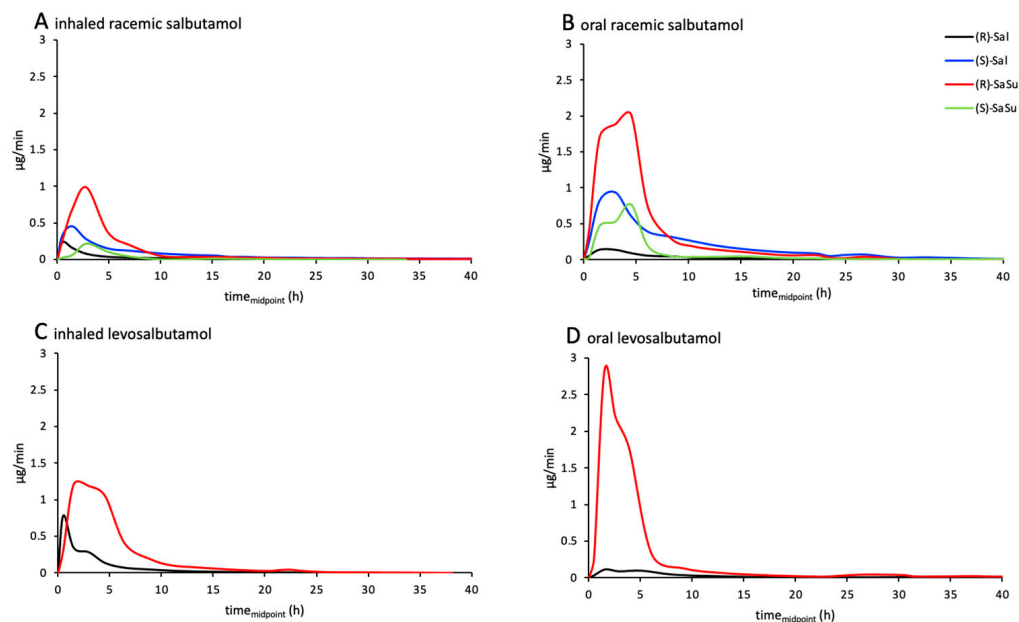 A inhaled racemic salbutamol
3
2.5
2
1.5
1
0.5
0
µg/min
0 5 10 15 20 25 30 35 40
timemidpoint (h)
B oral racemic salbutamol
3
2.5
2
1.5
1
0.5
0
µg/min
0 5 10 15 20 25 30 35 40
timemidpoint (h)
(R)-Sal
(S)-Sal
(R)-SaSu
(S)-SaSu
C inhaled levosalbutamol
3
2.5
2
1.5
1
0.5
0
µg/min
0 5 10 15 20 25 30 35 40
timemidpoint (h)
D oral levosalbutamol
3
2.5
2
1.5
1
0.5
0
µg/min
0 5 10 15 20 25 30 35 40
timemidpoint (h)